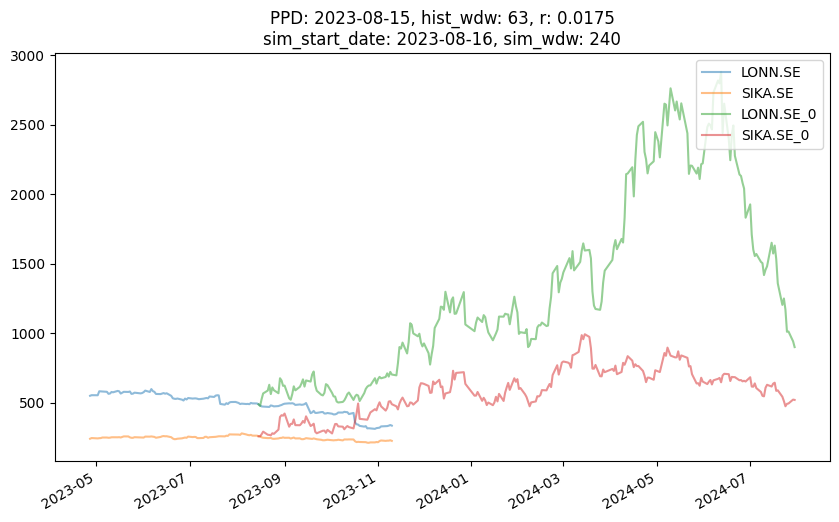 PPD: 2023-08-15, hist_wdw: 63, r: 0.0175
sim_start_date: 2023-08-16, sim_wdw: 240
3000
2500
2000
1500
1000
500
LONN.SE
SIKA.SE
LONN.SE_0
SIKA.SE_0
2023-05
2023-07
2023-09
2023-11
2024-01
2024-03
2024-05
2024-07